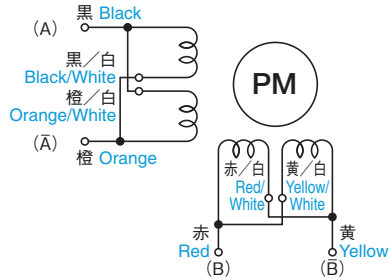 黒 Black
(A)
黒／白
Black/White
橙／白
Orange/White
(Ā)
橙 Orange
PM
赤／白
Red/
White
黄／白
Yellow/
White
赤
Red
(B)
黄
Yellow
(B̄)